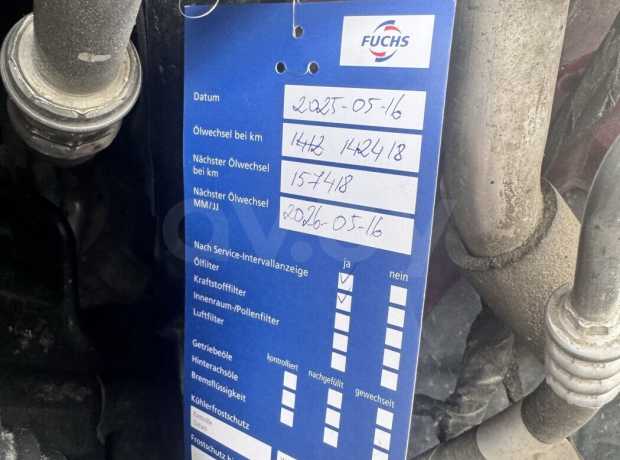 FUCHS
Datum 2025-05-16
Ölwechsel bei km 1412 142418
Nächster Ölwechsel
bei km 157418
Nächster Ölwechsel
MM/JJ 2026-05-16
Nach Service-Intervallanzeige ja nein
Ölfilter
Kraftstofffilter
Innenraum-/Pollenfilter
Luftfilter
kontrolliert nachgefüllt gewechselt
Getriebeöle
Hinterachsöle
Bremsflüssigkeit
Kühlerfrostschutz
Frostschutz